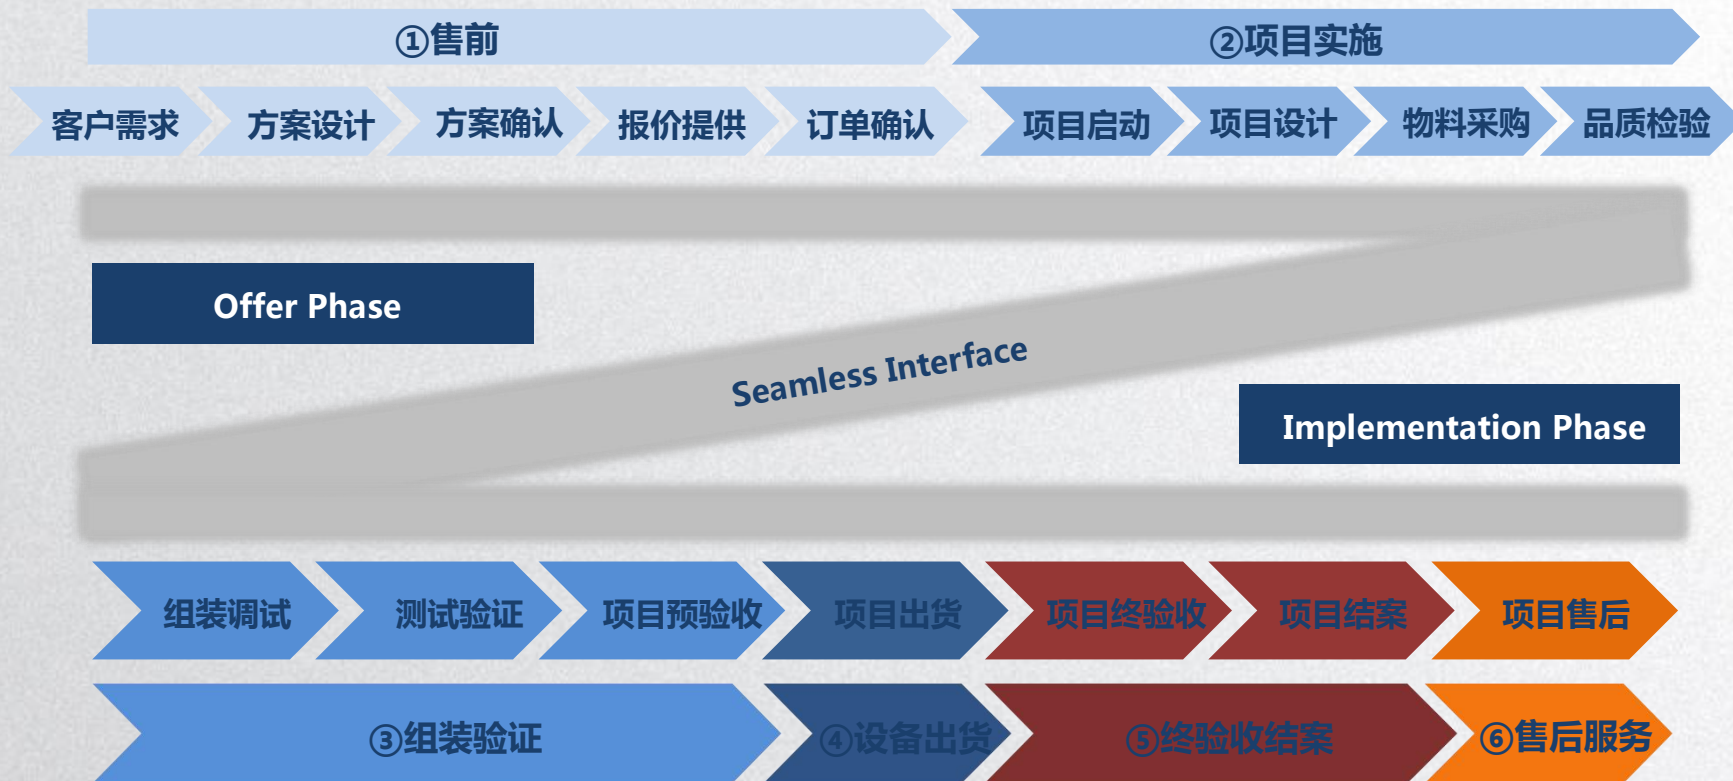 ①售前
②项目实施
客户需求
方案设计
方案确认
报价提供
订单确认
项目启动
项目设计
物料采购
品质检验
Offer Phase
Seamless Interface
Implementation Phase
组装调试
测试验证
项目预验收
项目出货
项目终验收
项目结案
项目售后
③组装验证
④设备出货
⑤终验收结案
⑥售后服务